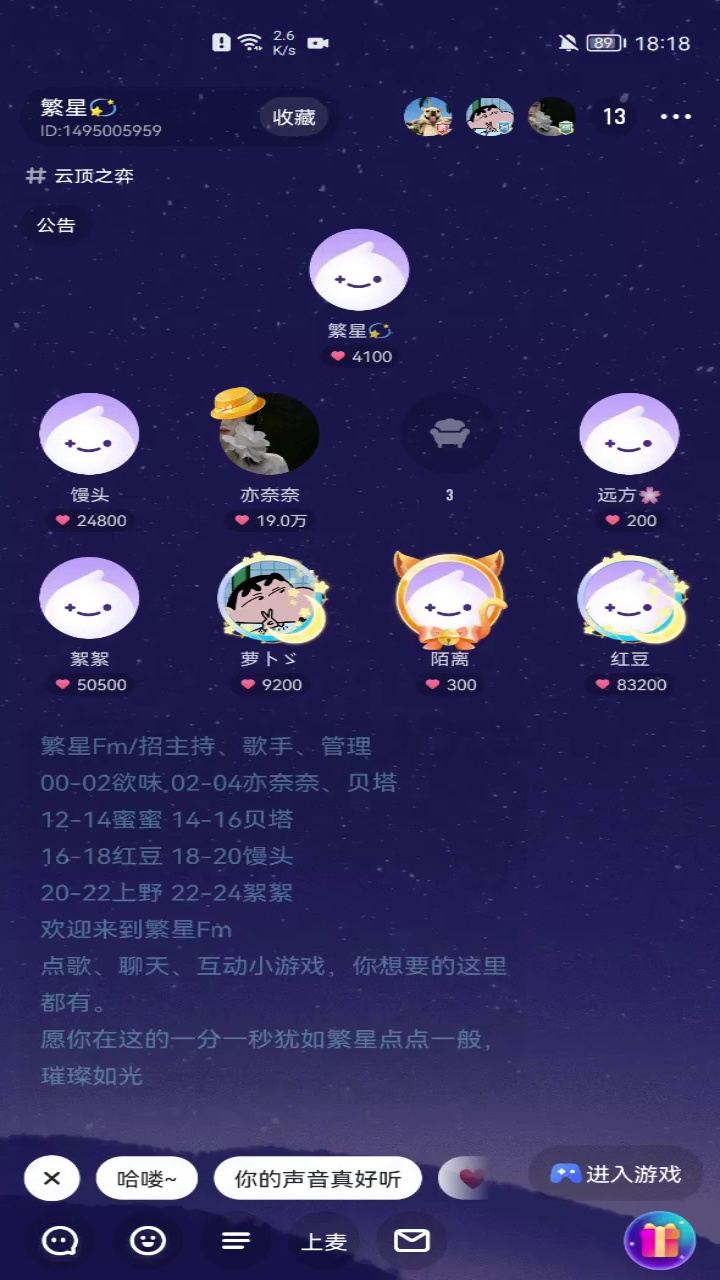 2.6
K/s
89
18:18
繁星💫
ID:1495005959
收藏
13
# 云顶之弈
公告
繁星💫
4100
馒头
亦奈奈
3
远方🌸
24800
19.0万
200
絮絮
萝卜ゞ
陌离
红豆
50500
9200
300
83200
繁星Fm/招主持、歌手、管理
00-02欲味 02-04亦奈奈、贝塔
12-14蜜蜜 14-16贝塔
16-18红豆 18-20馒头
20-22上野 22-24絮絮
欢迎来到繁星Fm
点歌、聊天、互动小游戏，你想要的这里
都有。
愿你在这的一分一秒犹如繁星点点一般，
璀璨如光
哈喽~
你的声音真好听
进入游戏
上麦